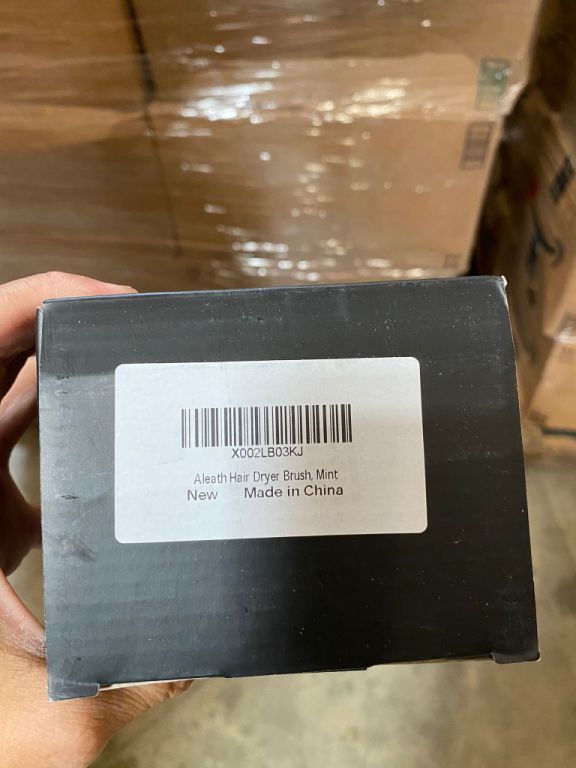 X002LB03KJ
Aleath Hair Dryer Brush, Mint
New Made in China